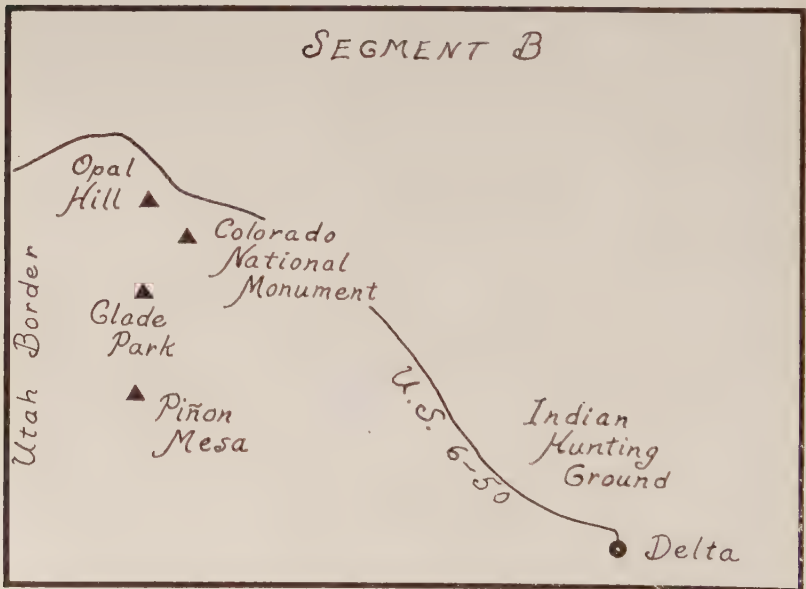 SEGMENT B
Opal
Hill
Colorado
National
Monument
Utah Border
Glade
Park
Piñon
Mesa
U.S. 6-50
Indian
Hunting
Ground
Delta